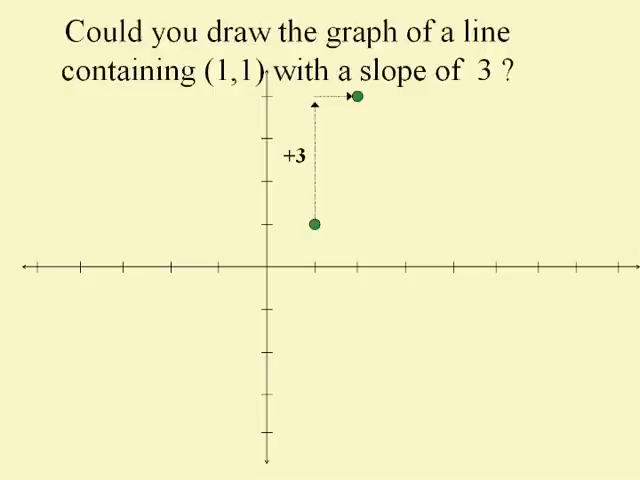 Could you draw the graph of a line
containing (1,1) with a slope of 3 ?
+3